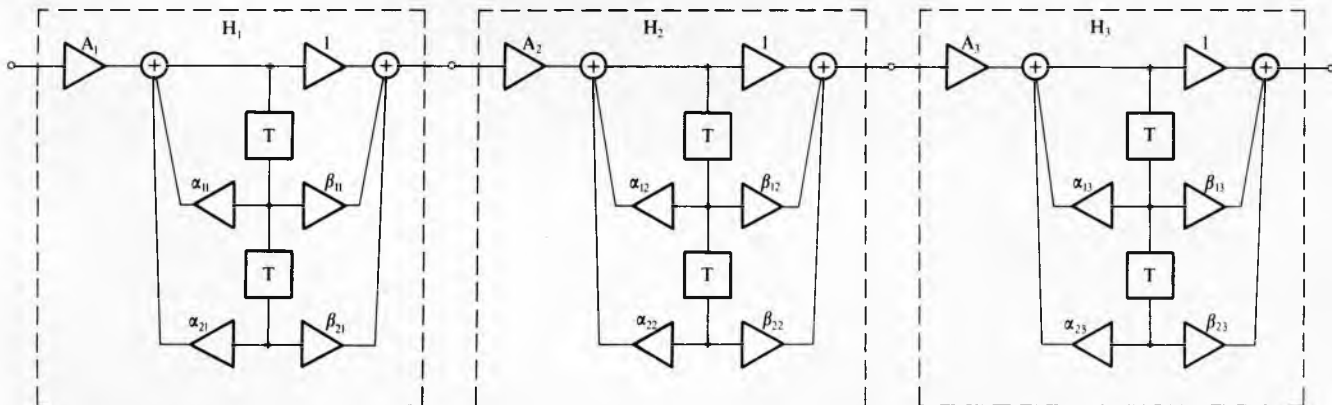 H₁
A₁
+
1
+
T
α₁₁
β₁₁
T
α₂₁
β₂₁
H₂
A₂
+
1
+
T
α₁₂
β₁₂
T
α₂₂
β₂₂
H₃
A₃
+
1
+
T
α₁₃
β₁₃
T
α₂₃
β₂₃